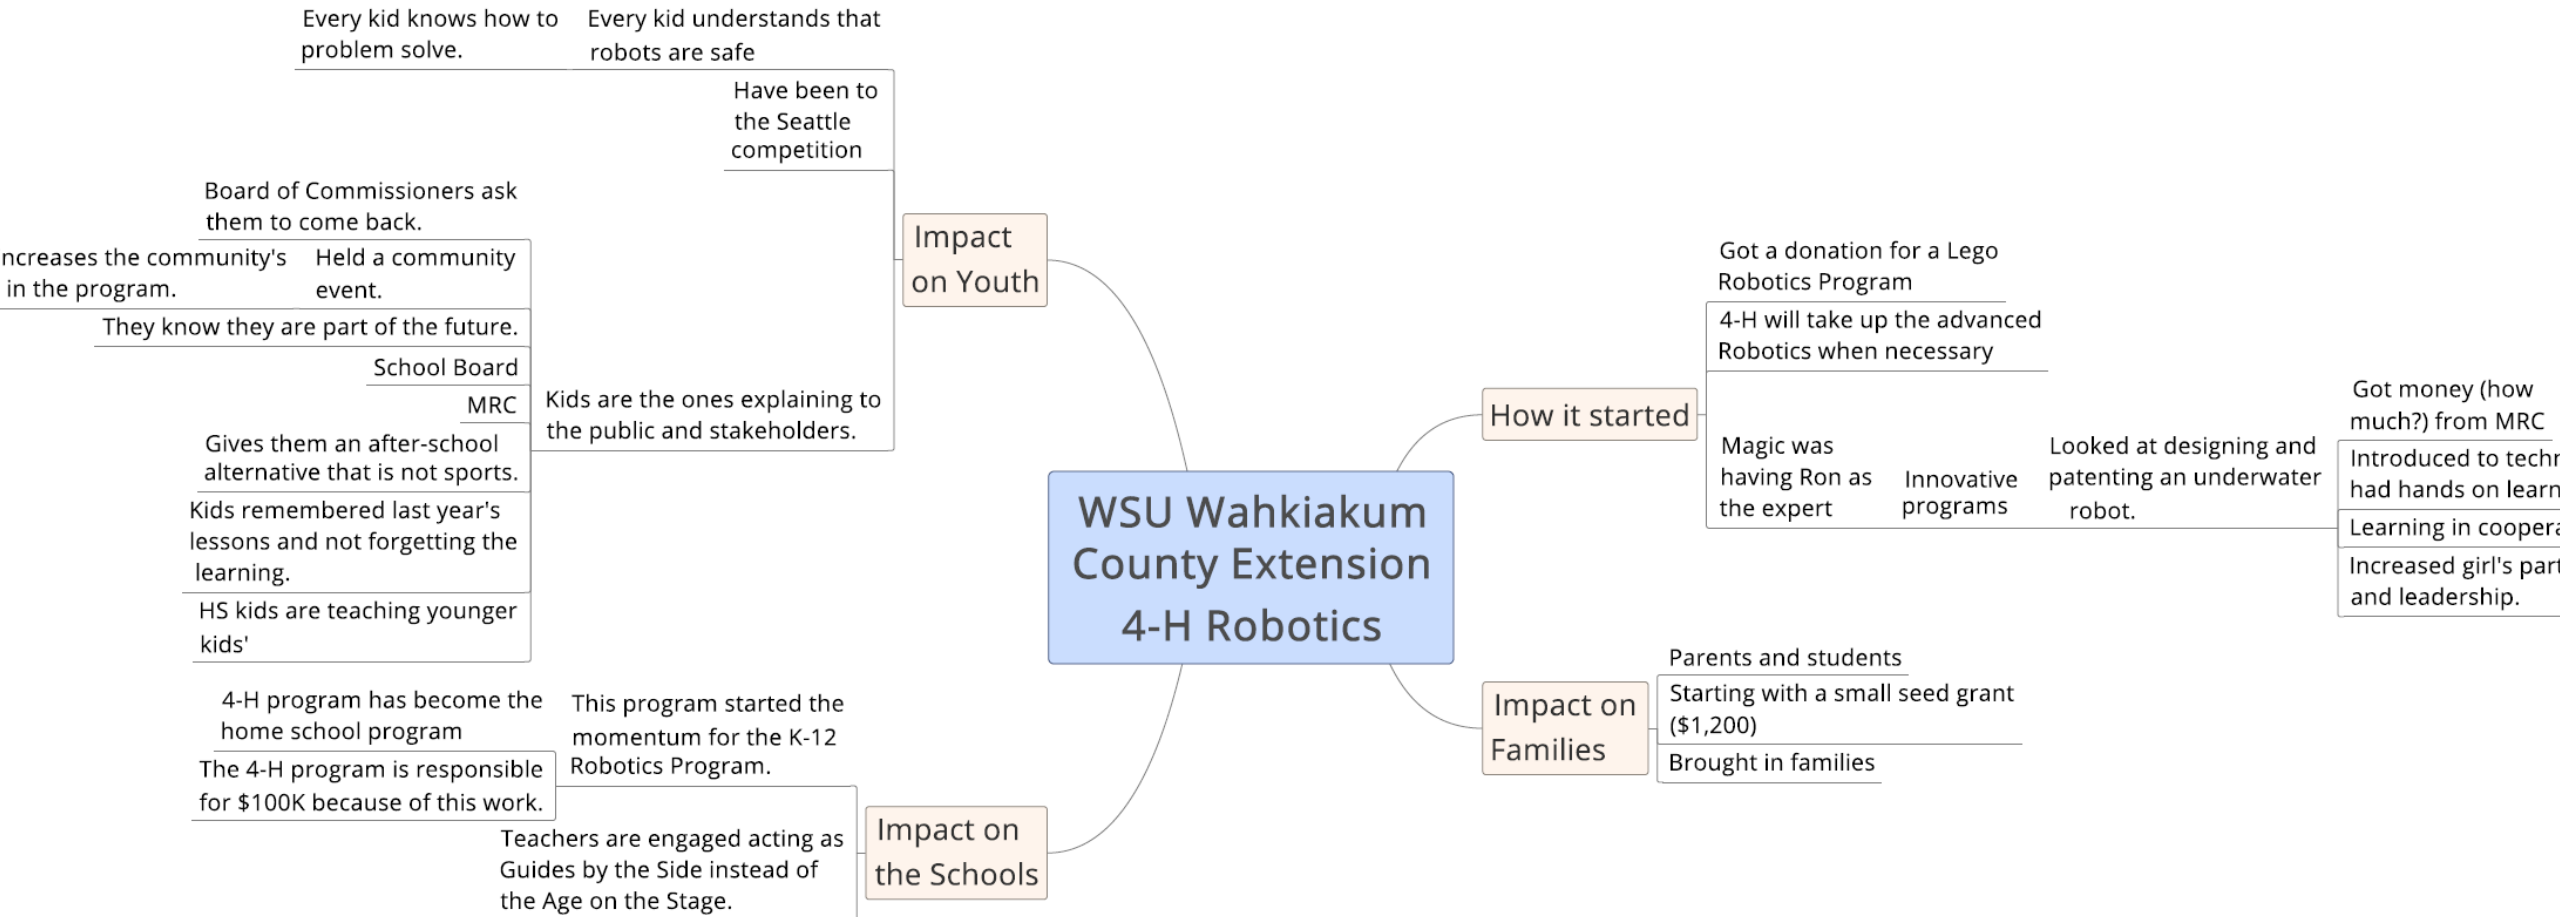 Every kid knows how to
problem solve.
Every kid understands that
robots are safe
Have been to
the Seattle
competition
Board of Commissioners ask
them to come back.
ncreases the community's
in the program.
Held a community
event.
They know they are part of the future.
School Board
MRC
Gives them an after-school
alternative that is not sports.
Kids remembered last year's
lessons and not forgetting the
learning.
HS kids are teaching younger
kids'
Kids are the ones explaining to
the public and stakeholders.
Impact
on Youth
4-H program has become the
home school program
The 4-H program is responsible
for $100K because of this work.
This program started the
momentum for the K-12
Robotics Program.
Teachers are engaged acting as
Guides by the Side instead of
the Age on the Stage.
Impact on
the Schools
WSU Wahkiakum
County Extension
4-H Robotics
How it started
Got a donation for a Lego
Robotics Program
4-H will take up the advanced
Robotics when necessary
Magic was
having Ron as
the expert
Innovative
programs
Looked at designing and
patenting an underwater
robot.
Got money (how
much?) from MRC
Introduced to techn
had hands on learn
Learning in coopera
Increased girl's part
and leadership.
Impact on
Families
Parents and students
Starting with a small seed grant
($1,200)
Brought in families